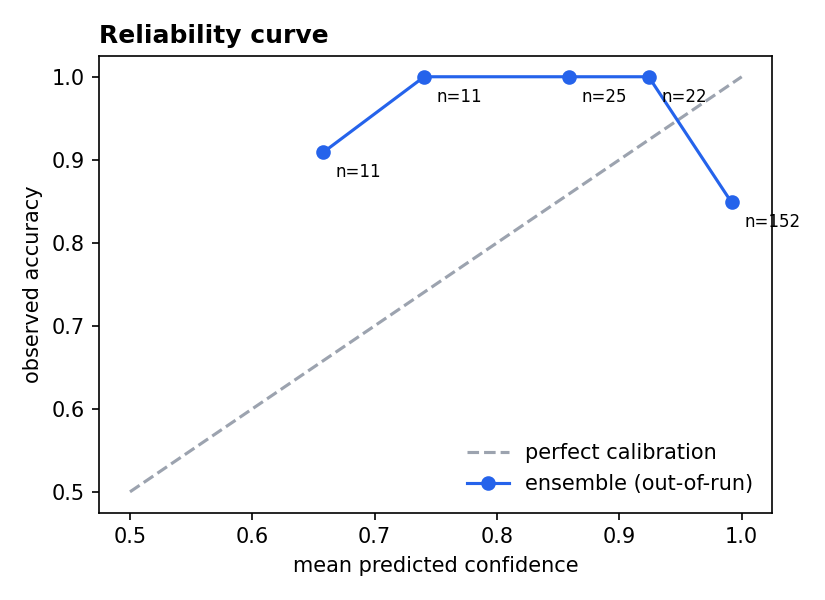 Reliability curve
observed accuracy
1.0
0.9
0.8
0.7
0.6
0.5
n=11
n=11
n=25
n=22
n=152
perfect calibration
ensemble (out-of-run)
0.5 0.6 0.7 0.8 0.9 1.0
mean predicted confidence